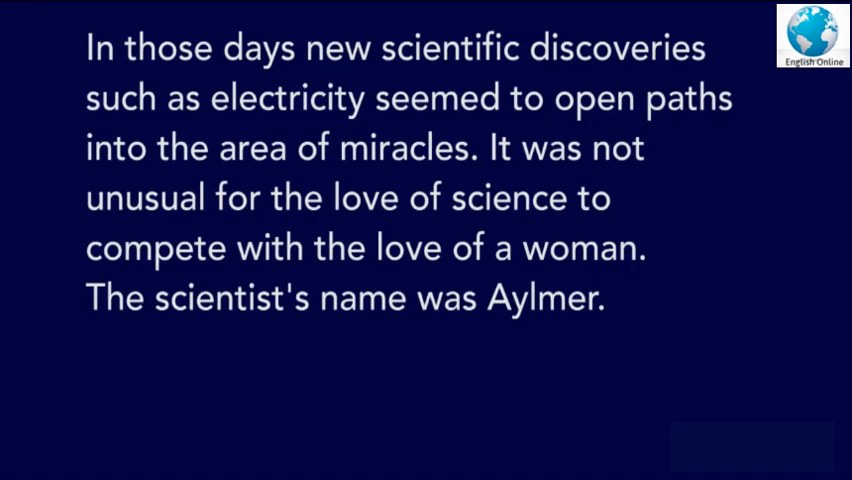 In those days new scientific discoveries
such as electricity seemed to open paths
into the area of miracles. It was not
unusual for the love of science to
compete with the love of a woman.
The scientist's name was Aylmer.
English Online